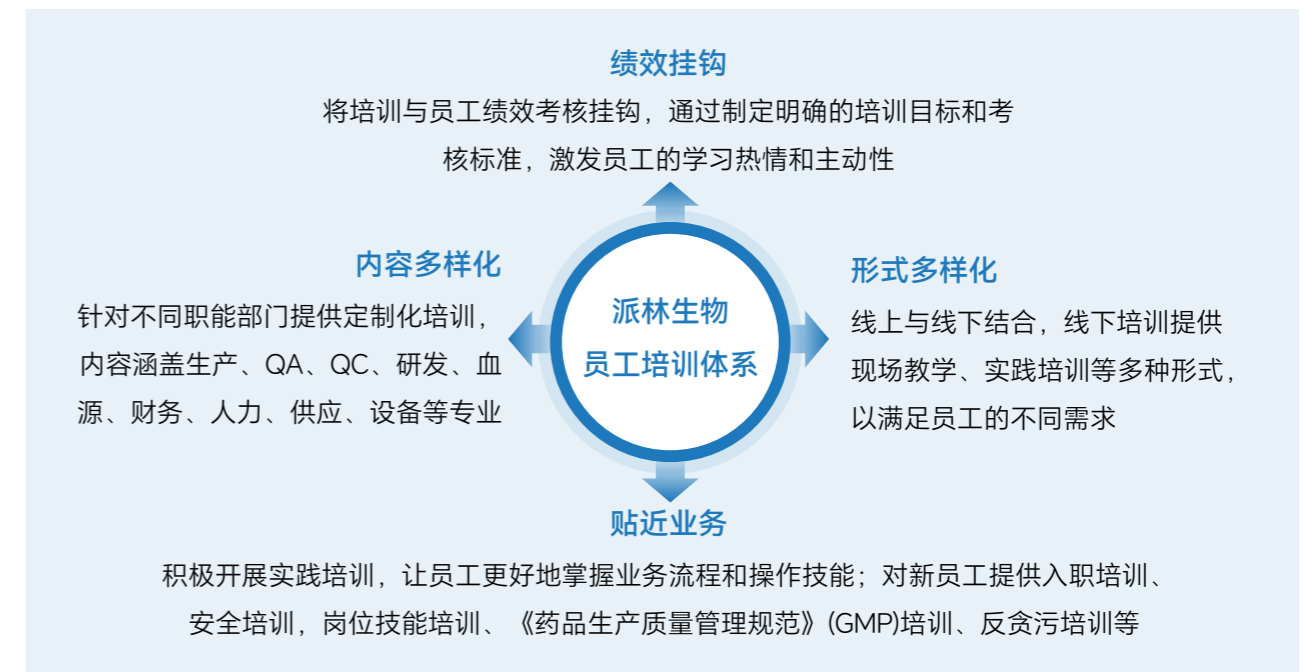 绩效挂钩
将培训与员工绩效考核挂钩，通过制定明确的培训目标和考
核标准，激发员工的学习热情和主动性
内容多样化
针对不同职能部门提供定制化培训，
内容涵盖生产、QA、QC、研发、血
源、财务、人力、供应、设备等专业
派林生物
员工培训体系
形式多样化
线上与线下结合，线下培训提供
现场教学、实践培训等多种形式，
以满足员工的不同需求
贴近业务
积极开展实践培训，让员工更好地掌握业务流程和操作技能；对新员工提供入职培训、
安全培训，岗位技能培训、《药品生产质量管理规范》(GMP)培训、反贪污培训等